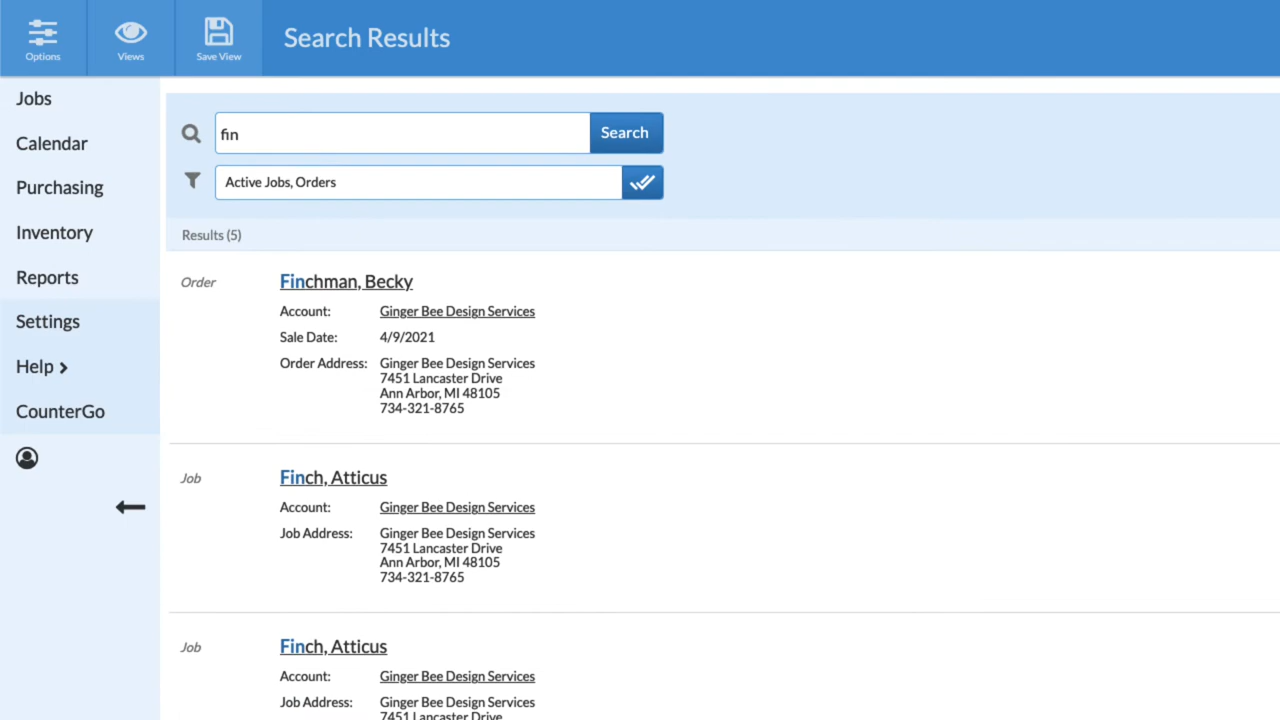 Options
Views
Save View
Search Results
Jobs
Calendar
Purchasing
Inventory
Reports
Settings
Help
CounterGo
fin
Search
Active Jobs, Orders
Results (5)
Order
Finchman, Becky
Account: Ginger Bee Design Services
Sale Date: 4/9/2021
Order Address: Ginger Bee Design Services
7451 Lancaster Drive
Ann Arbor, MI 48105
734-321-8765
Job
Finch, Atticus
Account: Ginger Bee Design Services
Job Address: Ginger Bee Design Services
7451 Lancaster Drive
Ann Arbor, MI 48105
734-321-8765
Job
Finch, Atticus
Account: Ginger Bee Design Services
Job Address: Ginger Bee Design Services
7451 Lancaster Drive